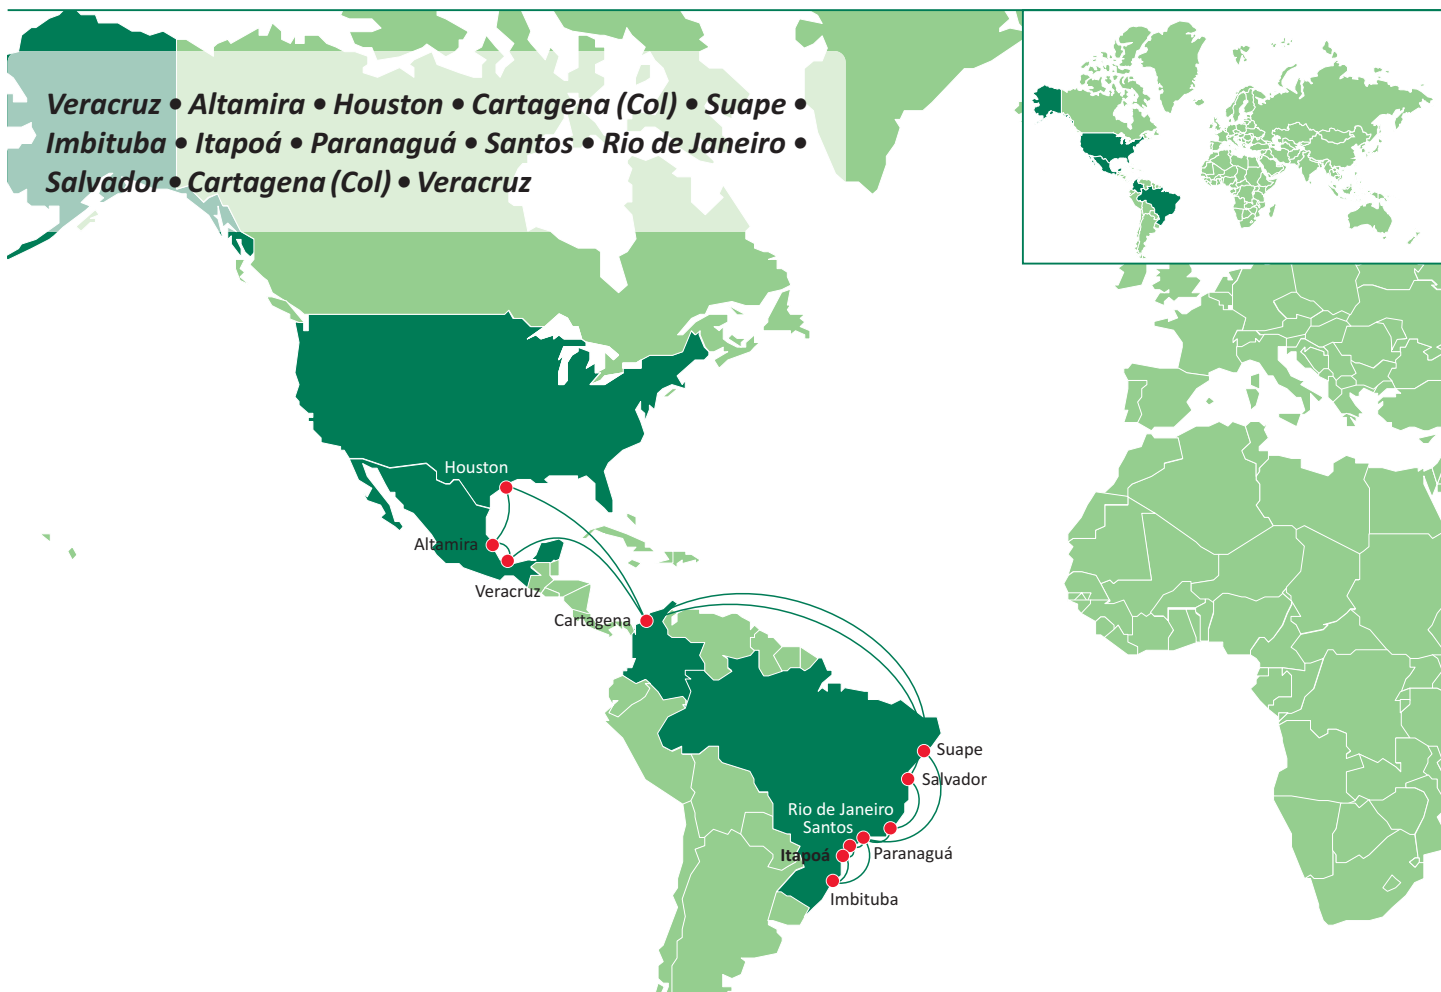 Veracruz • Altamira • Houston • Cartagena (Col) • Suape •
Imbituba • Itapoá • Paranaguá • Santos • Rio de Janeiro •
Salvador • Cartagena (Col) • Veracruz
Houston
Altamira
Veracruz
Cartagena
Suape
Salvador
Rio de Janeiro
Santos
Itapoá
Paranaguá
Imbituba